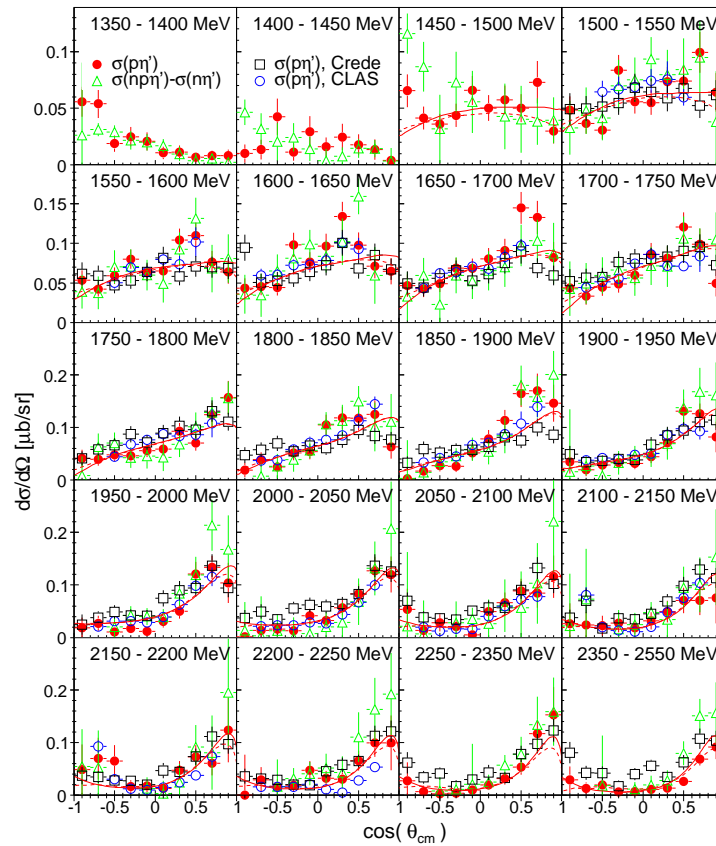 1350 - 1400 MeV
1400 - 1450 MeV
1450 - 1500 MeV
1500 - 1550 MeV
σ(pη′)
σ(npη′)-σ(nη′)
σ(pη′), Crede
σ(pη′), CLAS
0.1
0.05
0
1550 - 1600 MeV
1600 - 1650 MeV
1650 - 1700 MeV
1700 - 1750 MeV
0.15
0.1
0.05
0
1750 - 1800 MeV
1800 - 1850 MeV
1850 - 1900 MeV
1900 - 1950 MeV
0.2
0.1
0
dσ/dΩ [μb/sr]
1950 - 2000 MeV
2000 - 2050 MeV
2050 - 2100 MeV
2100 - 2150 MeV
0.2
0.1
0
2150 - 2200 MeV
2200 - 2250 MeV
2250 - 2350 MeV
2350 - 2550 MeV
0.2
0.1
0
-1 -0.5 0 0.5 1 -0.5 0 0.5 1 -0.5 0 0.5 1 -0.5 0 0.5
cos(θcm)